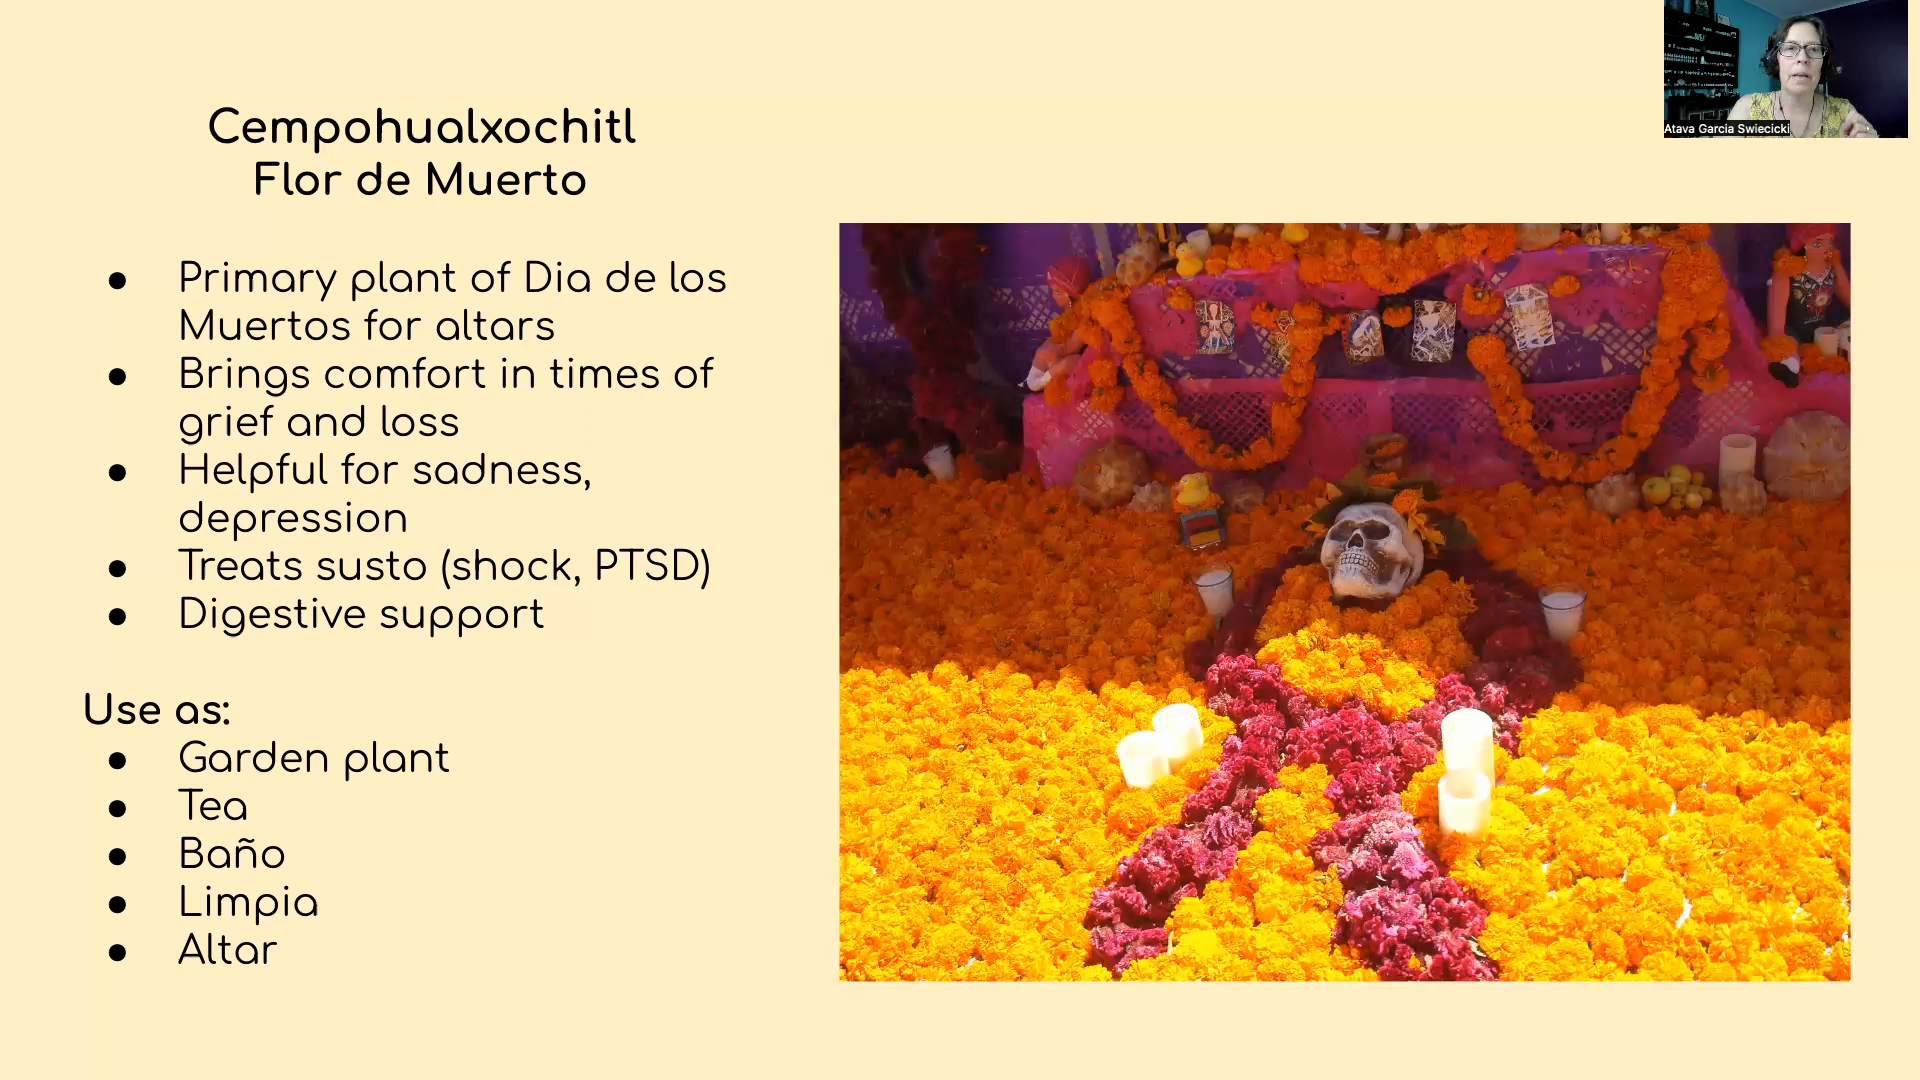 Atava Garcia Swiecicki
Cempohualxochitl
Flor de Muerto
● Primary plant of Dia de los
Muertos for altars
● Brings comfort in times of
grief and loss
● Helpful for sadness,
depression
● Treats susto (shock, PTSD)
● Digestive support
Use as:
● Garden plant
● Tea
● Baño
● Limpia
● Altar